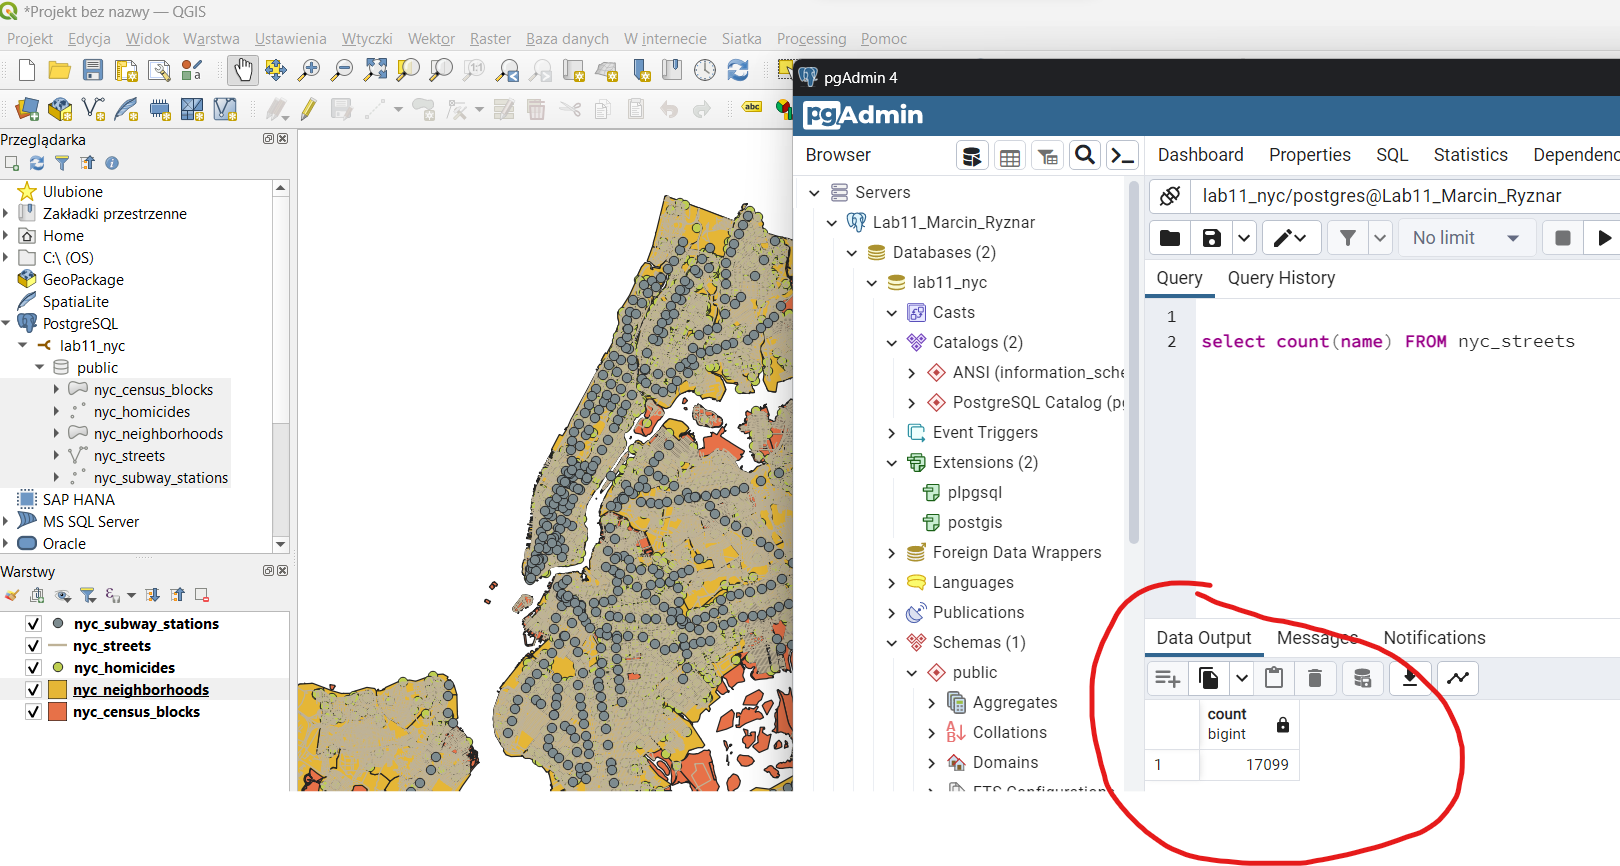 *Projekt bez nazwy — QGIS
Projekt Edycja Widok Warstwa Ustawienia Wtyczki Wektor Raster Baza danych W internecie Siatka Processing Pomoc
abc
Przeglądarka
Ulubione
Zakładki przestrzenne
Home
C:\ (OS)
GeoPackage
SpatiaLite
PostgreSQL
lab11_nyc
public
nyc_census_blocks
nyc_homicides
nyc_neighborhoods
nyc_streets
nyc_subway_stations
SAP HANA
MS SQL Server
Oracle
Warstwy
nyc_subway_stations
nyc_streets
nyc_homicides
nyc_neighborhoods
nyc_census_blocks
pgAdmin 4
pgAdmin
Browser
Servers
Lab11_Marcin_Ryznar
Databases (2)
lab11_nyc
Casts
Catalogs (2)
ANSI (information_sche
PostgreSQL Catalog (pg
Event Triggers
Extensions (2)
plpgsql
postgis
Foreign Data Wrappers
Languages
Publications
Schemas (1)
public
Aggregates
Collations
Domains
FTS Configurations
Dashboard Properties SQL Statistics Dependenc
lab11_nyc/postgres@Lab11_Marcin_Ryznar
No limit
Query Query History
1
2 select count(name) FROM nyc_streets
Data Output Messages Notifications
count
bigint
1 17099